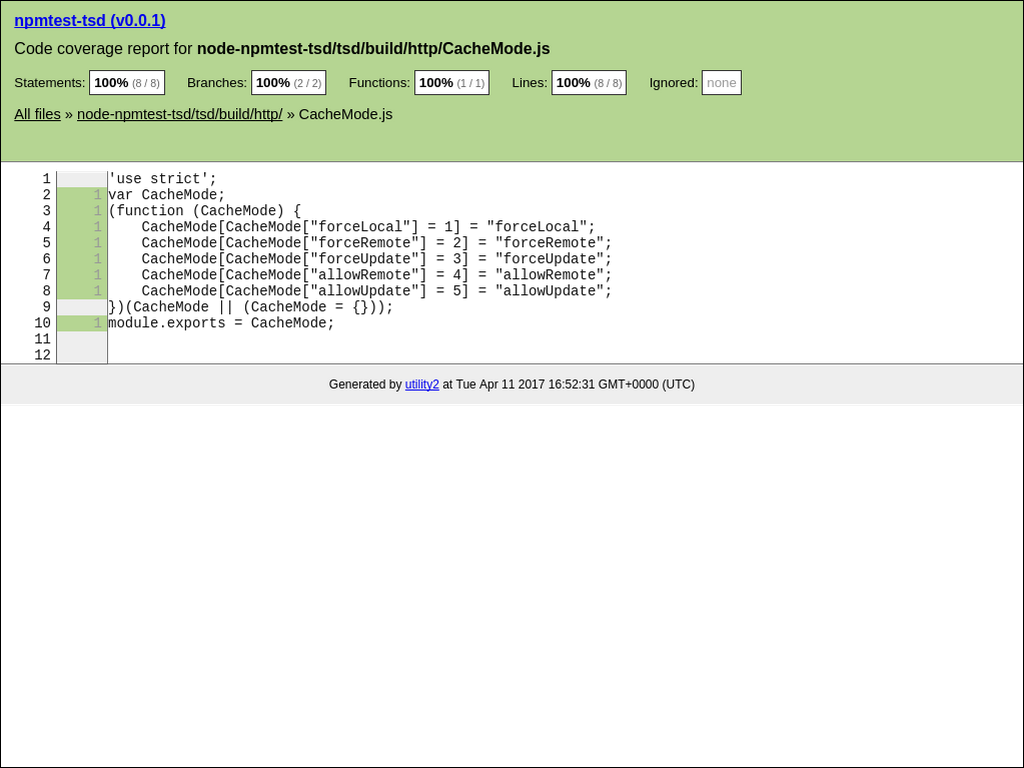 npmtest-tsd (v0.0.1)
Code coverage report for node-npmtest-tsd/tsd/build/http/CacheMode.js
Statements: 100% (8 / 8) Branches: 100% (2 / 2) Functions: 100% (1 / 1) Lines: 100% (8 / 8) Ignored: none
All files » node-npmtest-tsd/tsd/build/http/ » CacheMode.js
1 'use strict';
2 1 var CacheMode;
3 1 (function (CacheMode) {
4 1     CacheMode[CacheMode["forceLocal"] = 1] = "forceLocal";
5 1     CacheMode[CacheMode["forceRemote"] = 2] = "forceRemote";
6 1     CacheMode[CacheMode["forceUpdate"] = 3] = "forceUpdate";
7 1     CacheMode[CacheMode["allowRemote"] = 4] = "allowRemote";
8 1     CacheMode[CacheMode["allowUpdate"] = 5] = "allowUpdate";
9 })(CacheMode || (CacheMode = {}));
10 1 module.exports = CacheMode;
11
12
Generated by utility2 at Tue Apr 11 2017 16:52:31 GMT+0000 (UTC)